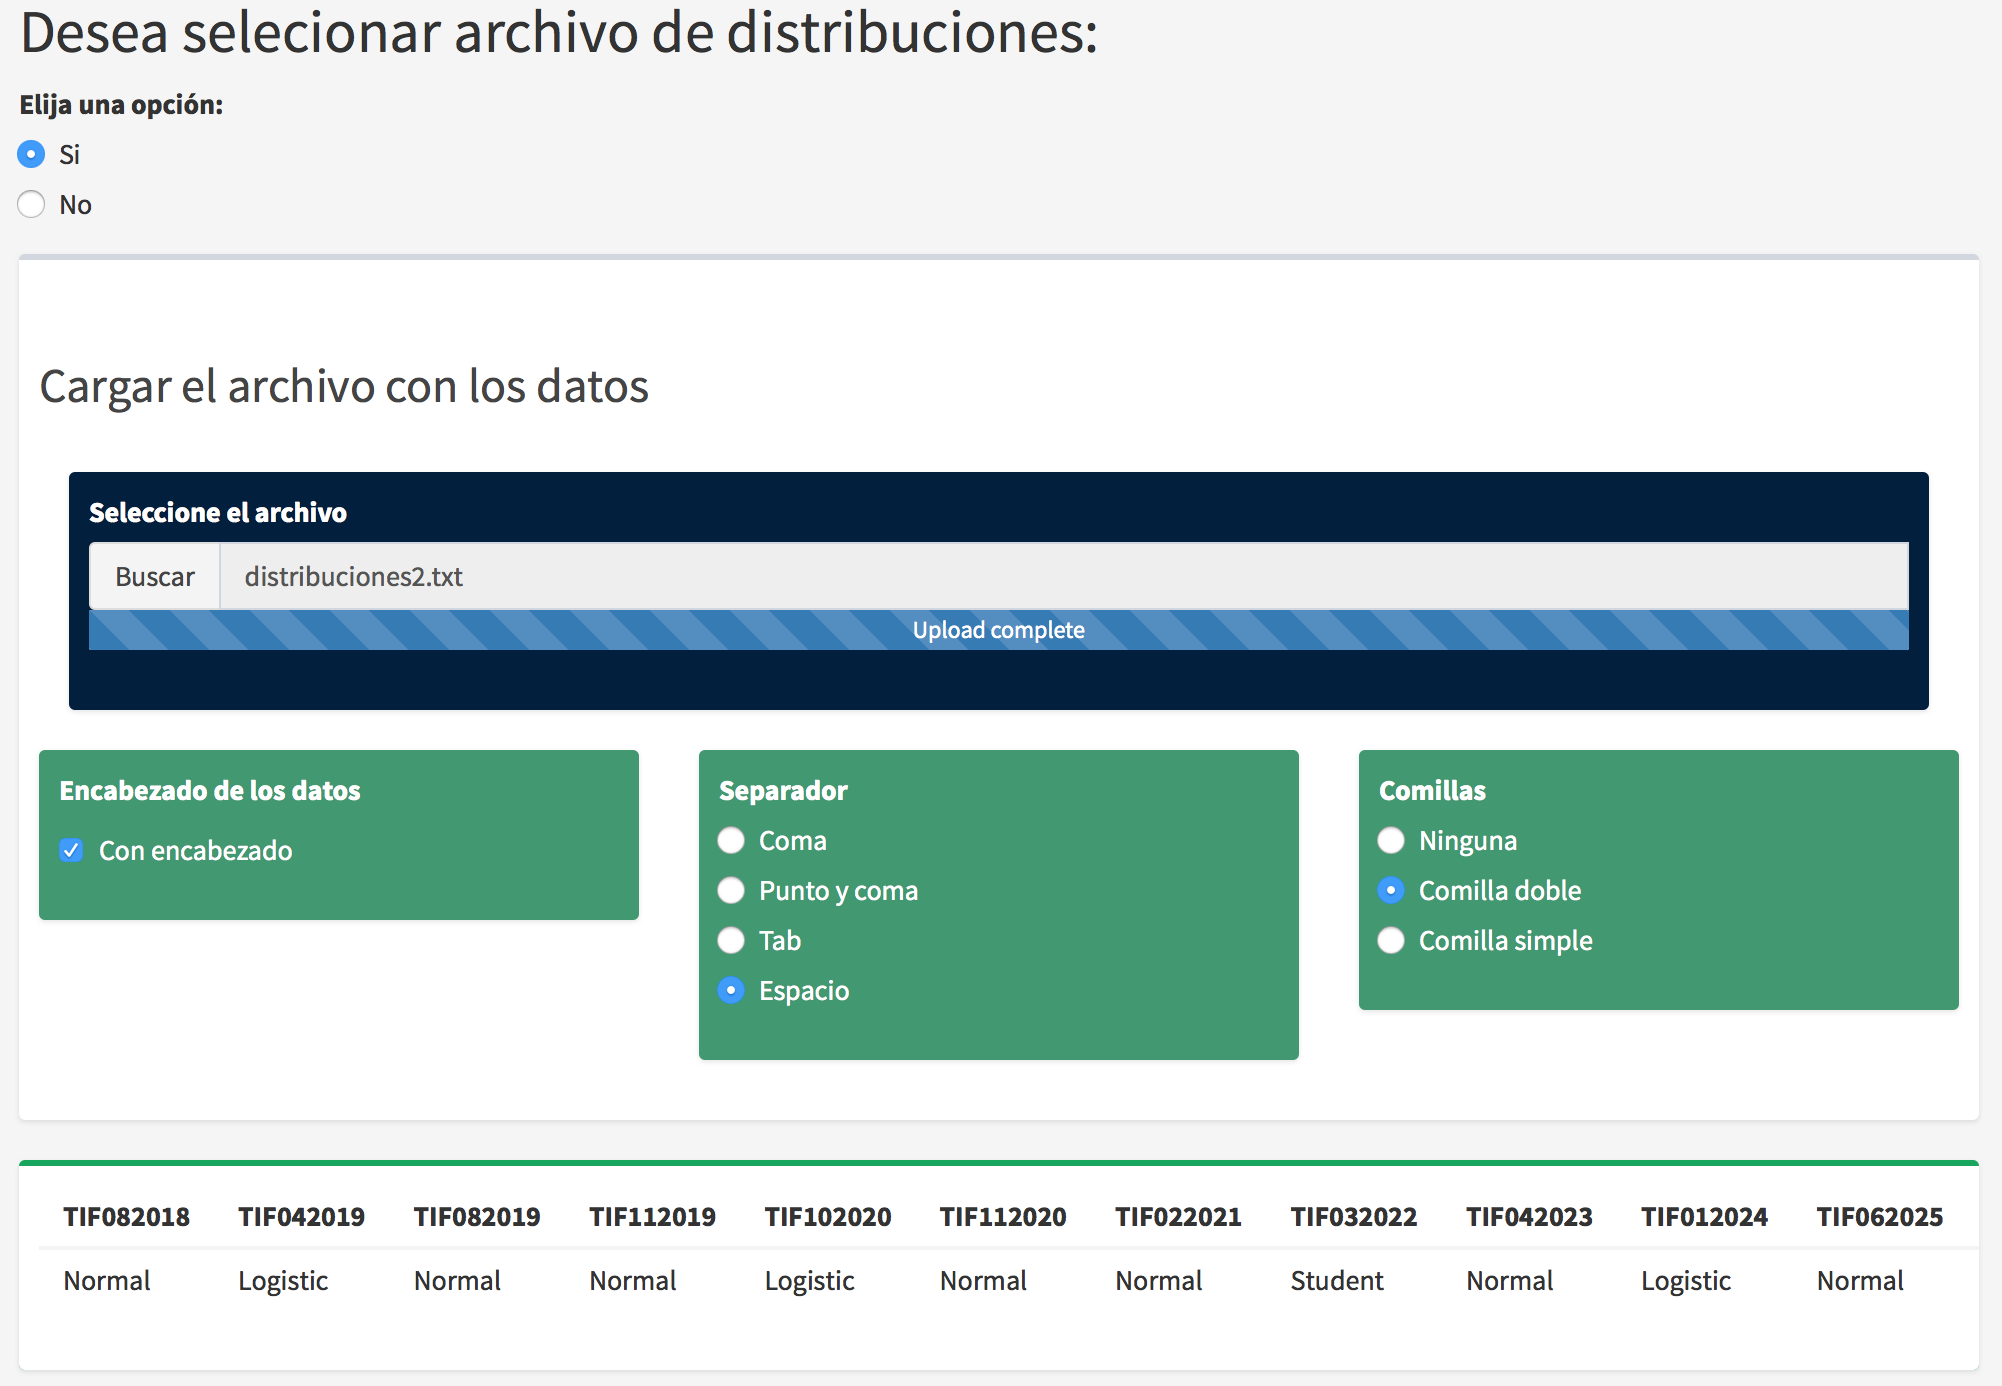 Desea selecionar archivo de distribuciones:
Elija una opción:
Si
No
Cargar el archivo con los datos
Seleccione el archivo
Buscar distribuciones2.txt
Upload complete
Encabezado de los datos
Con encabezado
Separador
Coma
Punto y coma
Tab
Espacio
Comillas
Ninguna
Comilla doble
Comilla simple
TIF082018 TIF042019 TIF082019 TIF112019 TIF102020 TIF112020 TIF022021 TIF032022 TIF042023 TIF012024 TIF062025
Normal Logistic Normal Normal Logistic Normal Normal Student Normal Logistic Normal